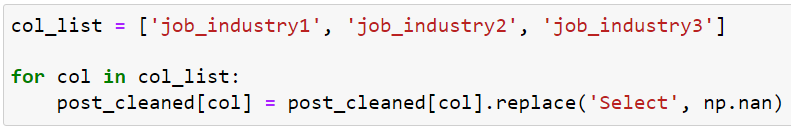 col_list = ['job_industry1', 'job_industry2', 'job_industry3']
for col in col_list:
    post_cleaned[col] = post_cleaned[col].replace('Select', np.nan)